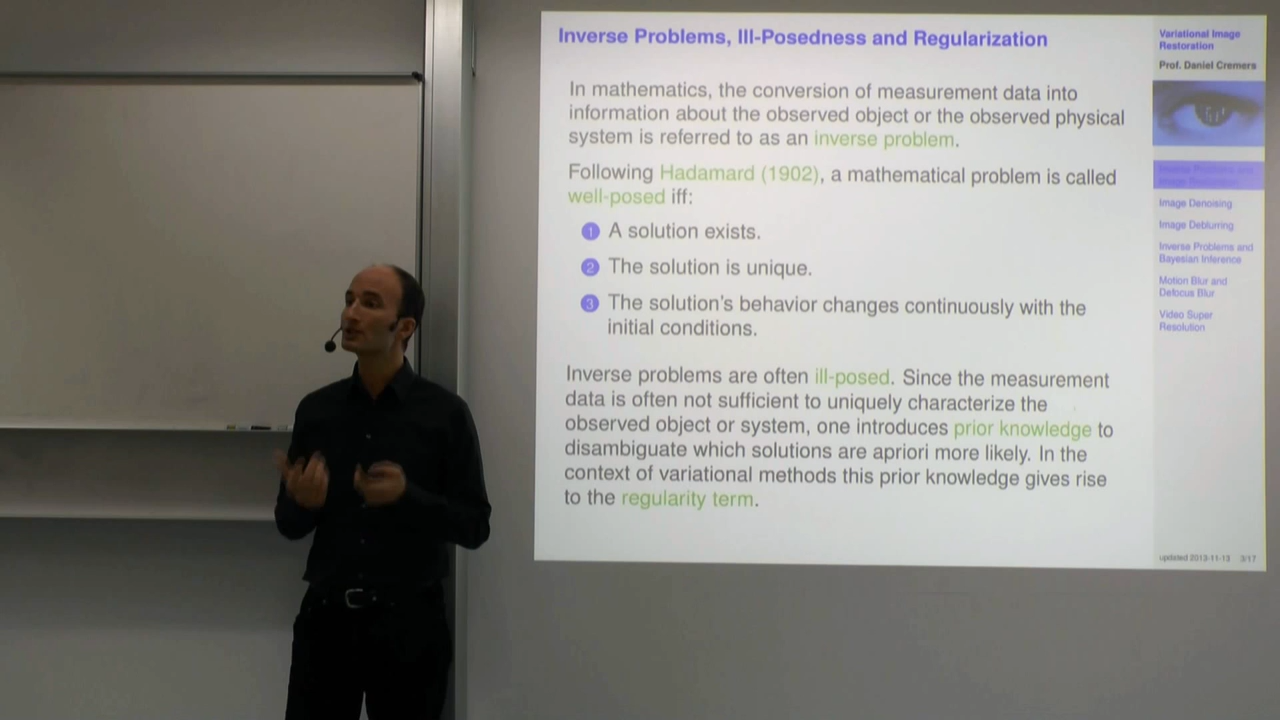 Inverse Problems, Ill-Posedness and Regularization
In mathematics, the conversion of measurement data into
information about the observed object or the observed physical
system is referred to as an inverse problem.
Following Hadamard (1902), a mathematical problem is called
well-posed iff:
1 A solution exists.
2 The solution is unique.
3 The solution's behavior changes continuously with the
initial conditions.
Inverse problems are often ill-posed. Since the measurement
data is often not sufficient to uniquely characterize the
observed object or system, one introduces prior knowledge to
disambiguate which solutions are apriori more likely. In the
context of variational methods this prior knowledge gives rise
to the regularity term.
Variational Image
Restoration
Prof. Daniel Cremers
Inverse Problems and
Image Restoration
Image Denoising
Image Deblurring
Inverse Problems and
Bayesian Inference
Motion Blur and
Defocus Blur
Video Super
Resolution
updated 2013-11-13 3/17